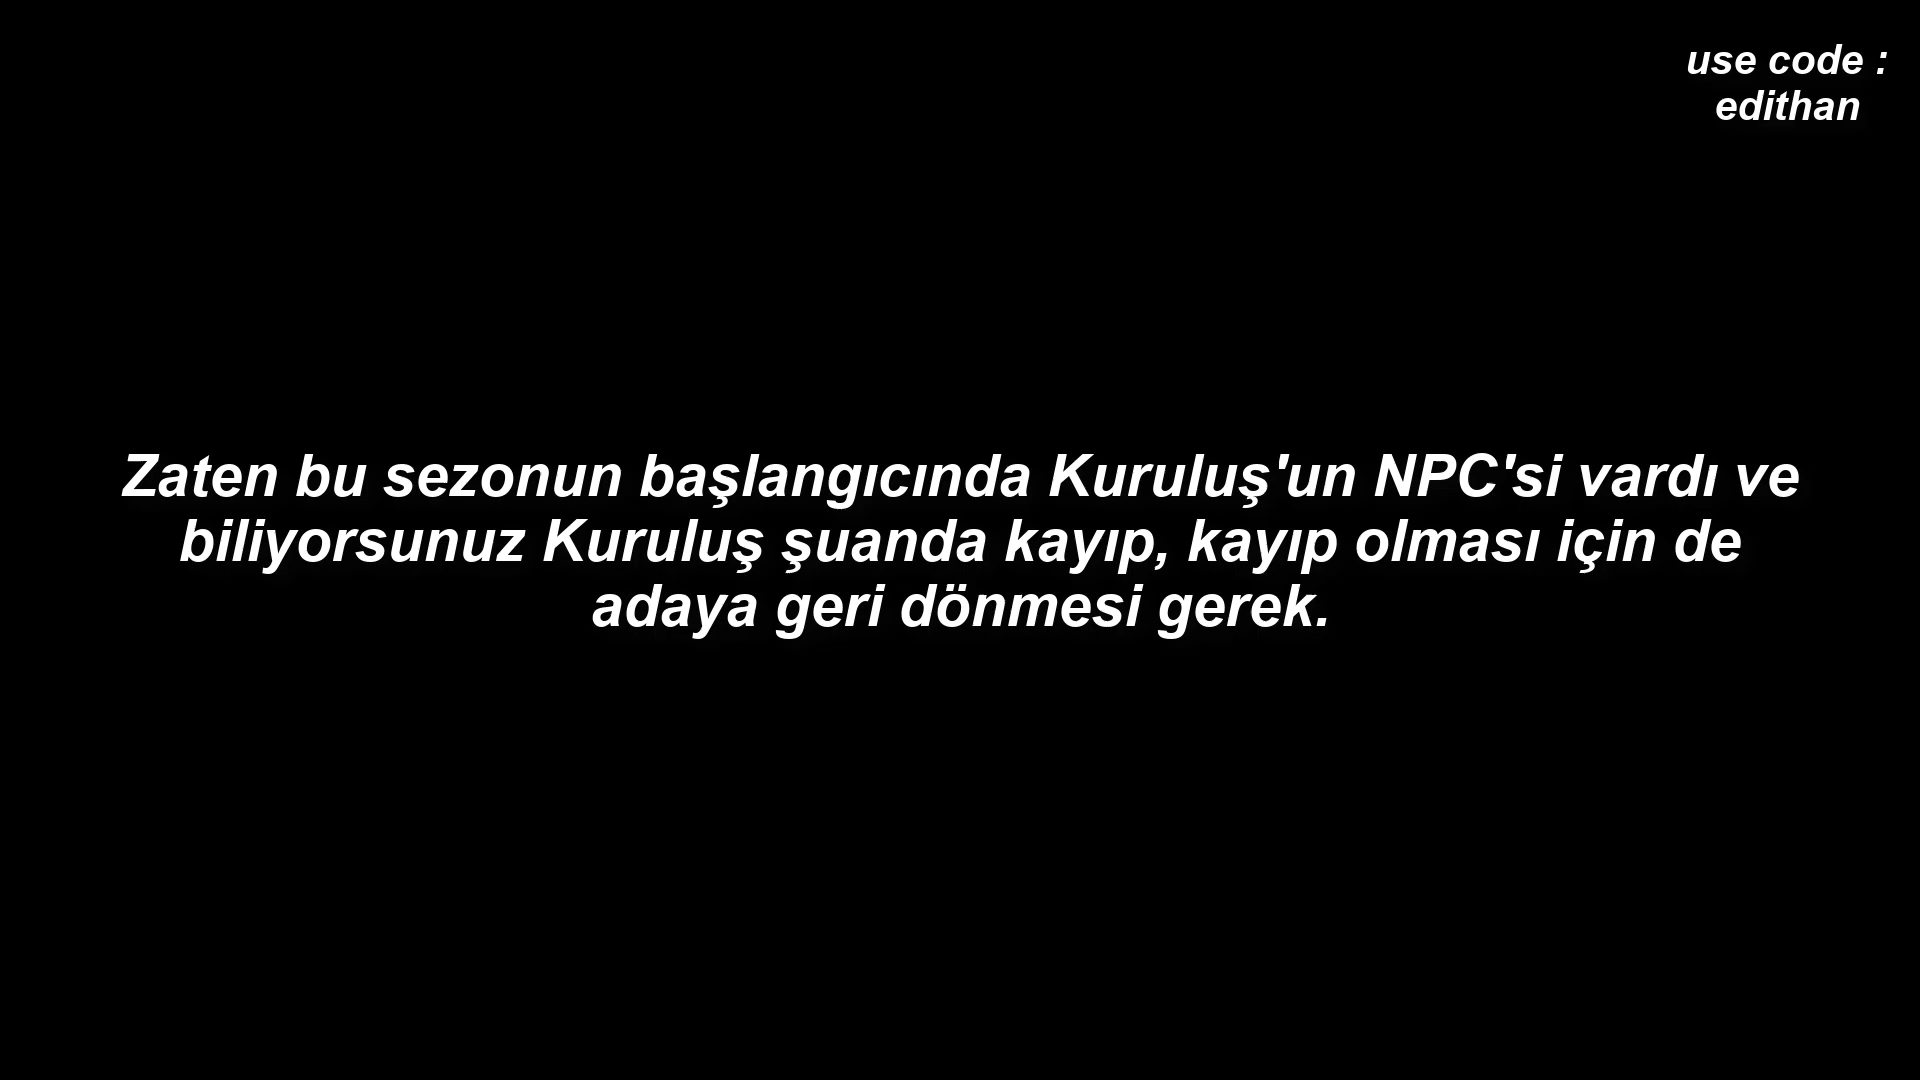 use code :
edithan
Zaten bu sezonun başlangıcında Kuruluş'un NPC'si vardı ve
biliyorsunuz Kuruluş şuanda kayıp, kayıp olması için de
adaya geri dönmesi gerek.